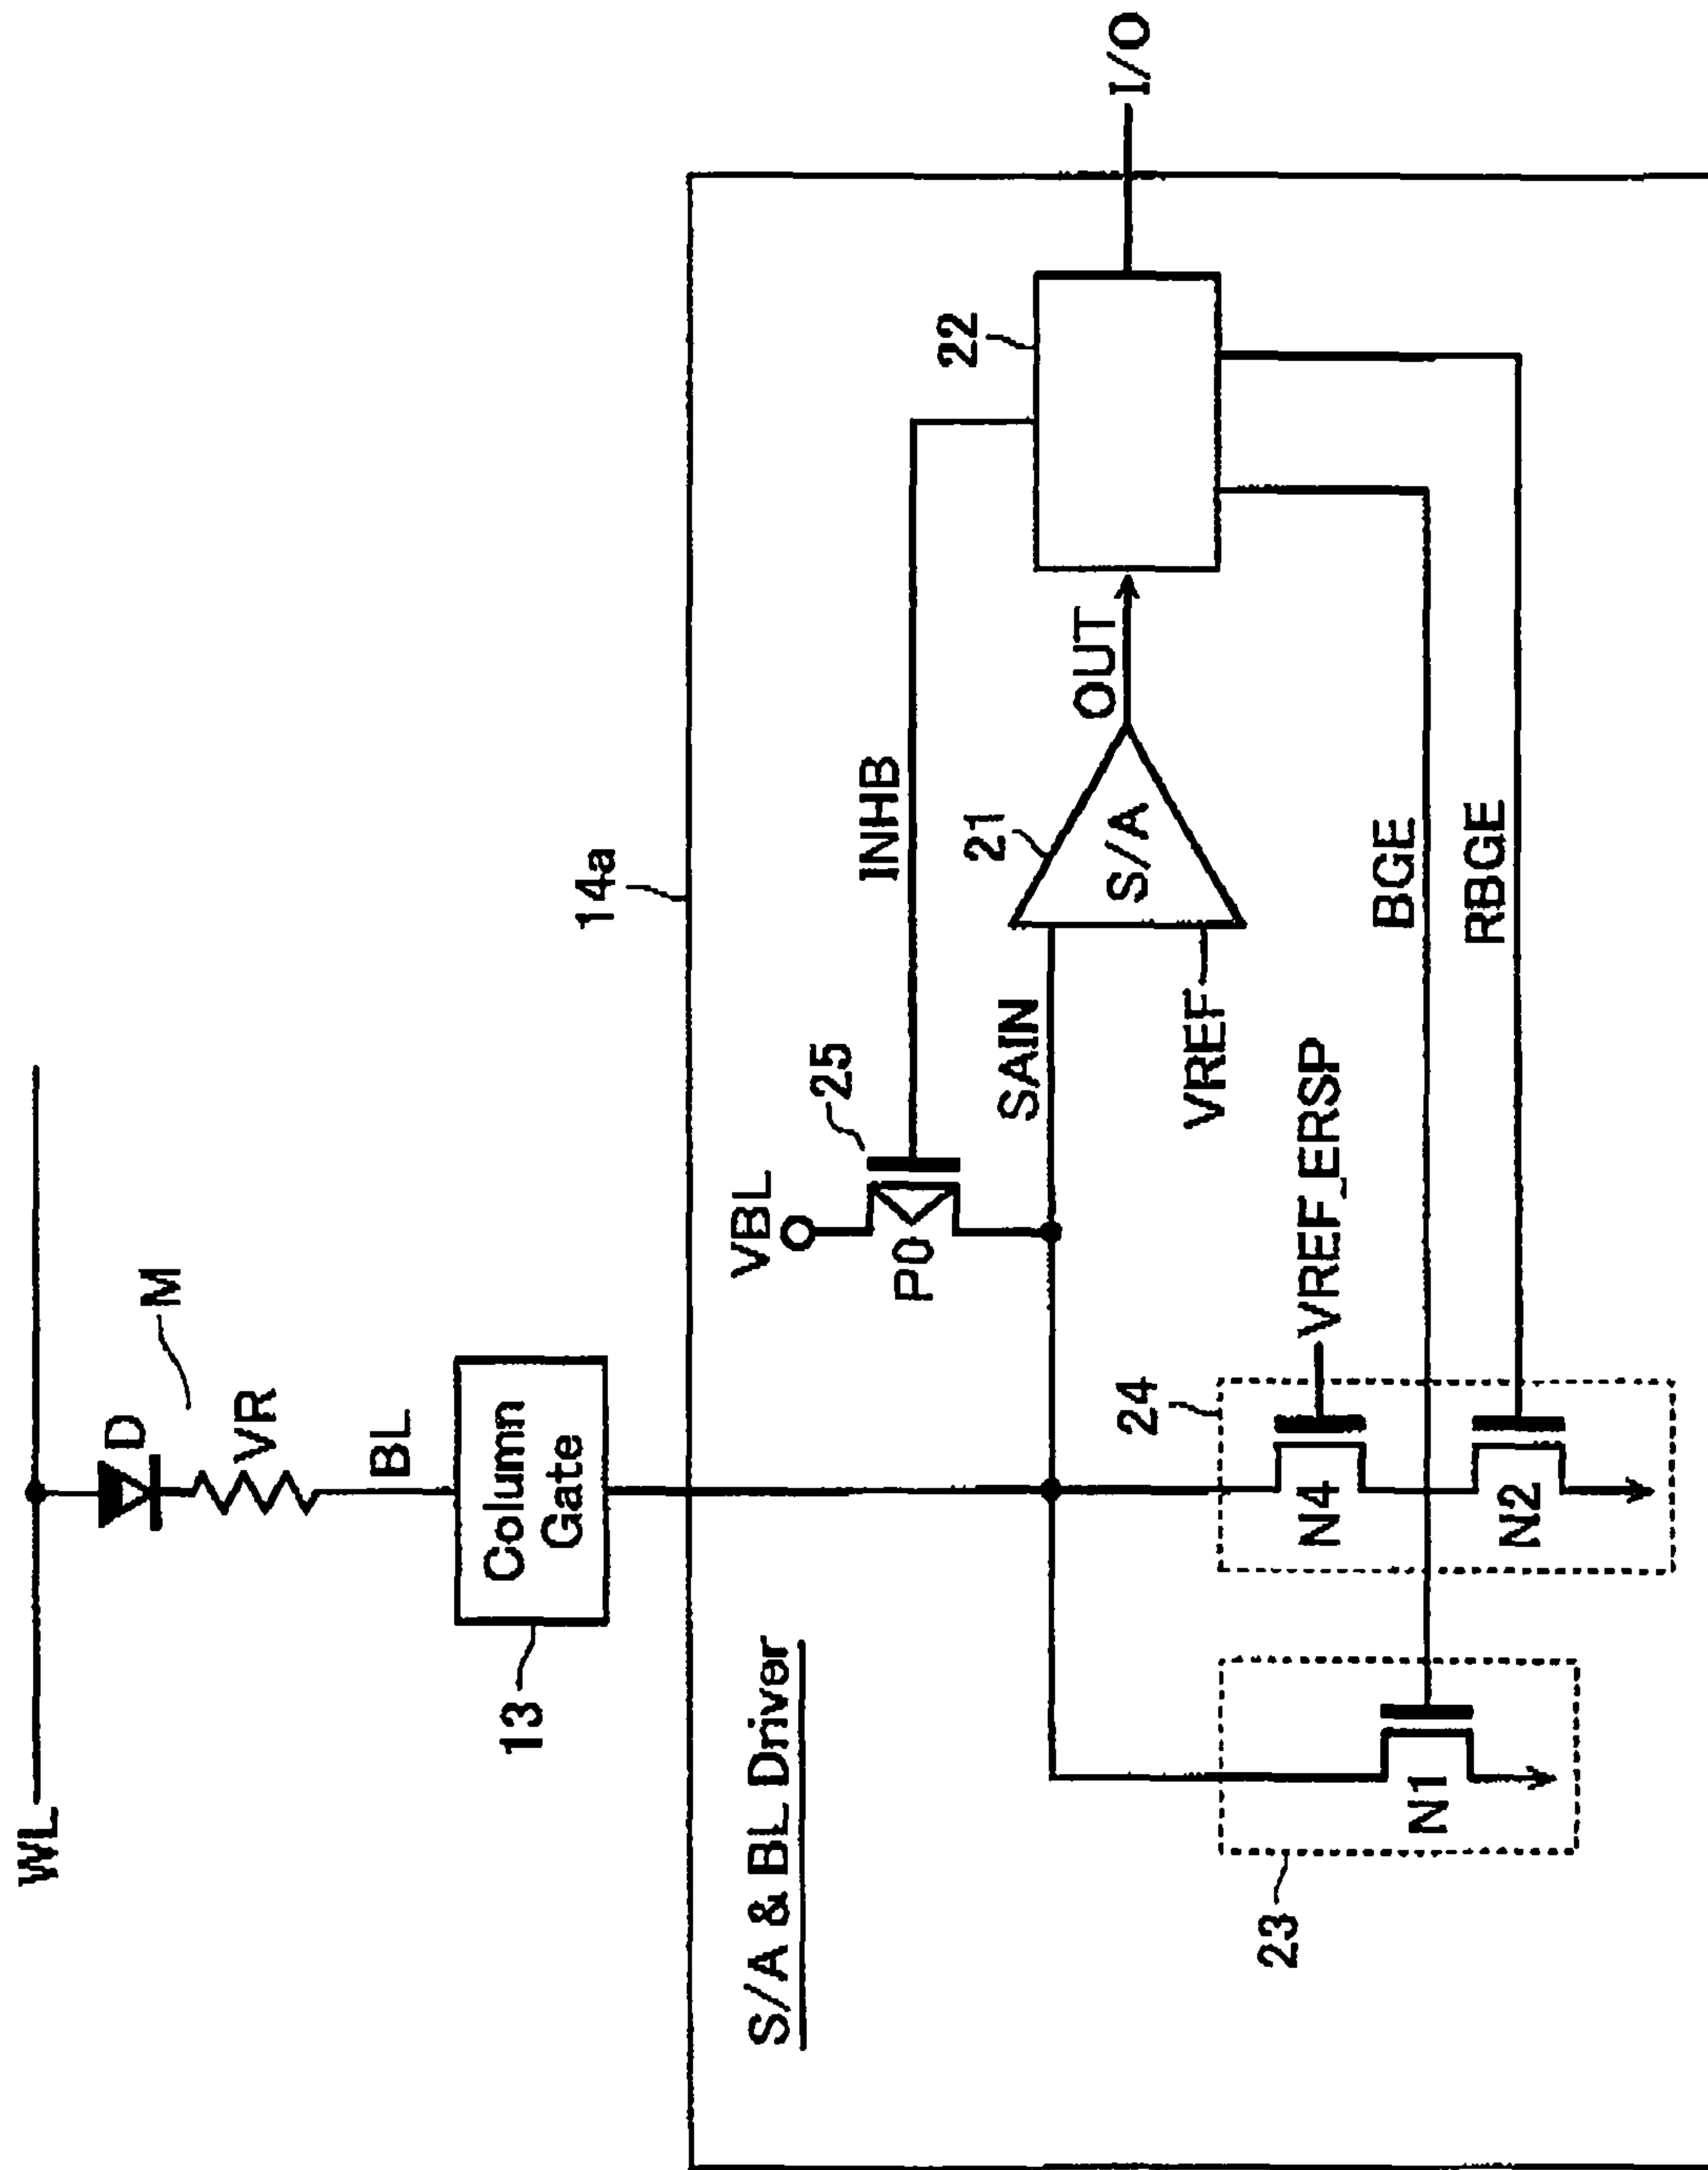 WL
D
M
VR
BL
Column
Gate
13
14a
S/A & BL Driver
VBL
25
P0
INHB
SAIN
21
S/A
VREF
OUT
22
I/O
VREF_ERSP
24
N4
N2
BGE
RBGE
23
N1